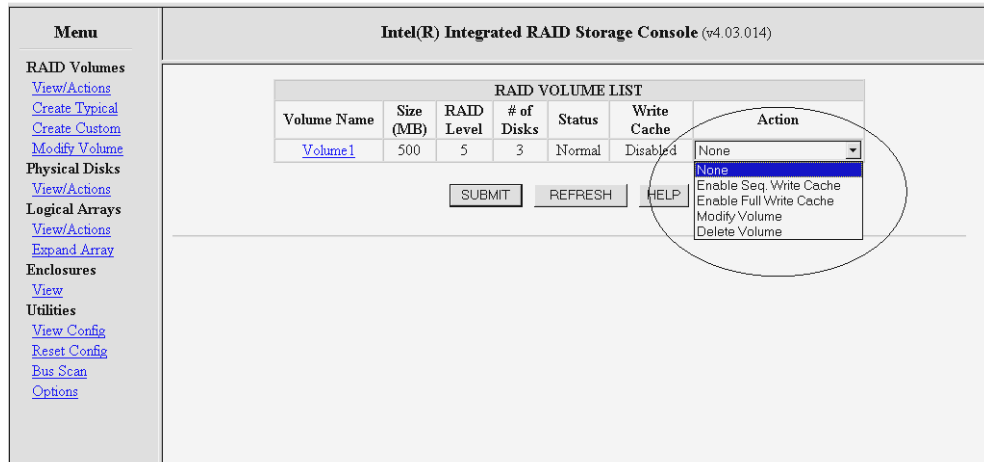 Menu
RAID Volumes
View/Actions
Create Typical
Create Custom
Modify Volume
Physical Disks
View/Actions
Logical Arrays
View/Actions
Expand Array
Enclosures
View
Utilities
View Config
Reset Config
Bus Scan
Options
Intel(R) Integrated RAID Storage Console (v4.03.014)
RAID VOLUME LIST
Volume Name Size (MB) RAID Level # of Disks Status Write Cache Action
Volume1 500 5 3 Normal Disabled None
None
Enable Seq. Write Cache
Enable Full Write Cache
Modify Volume
Delete Volume
SUBMIT REFRESH HELP